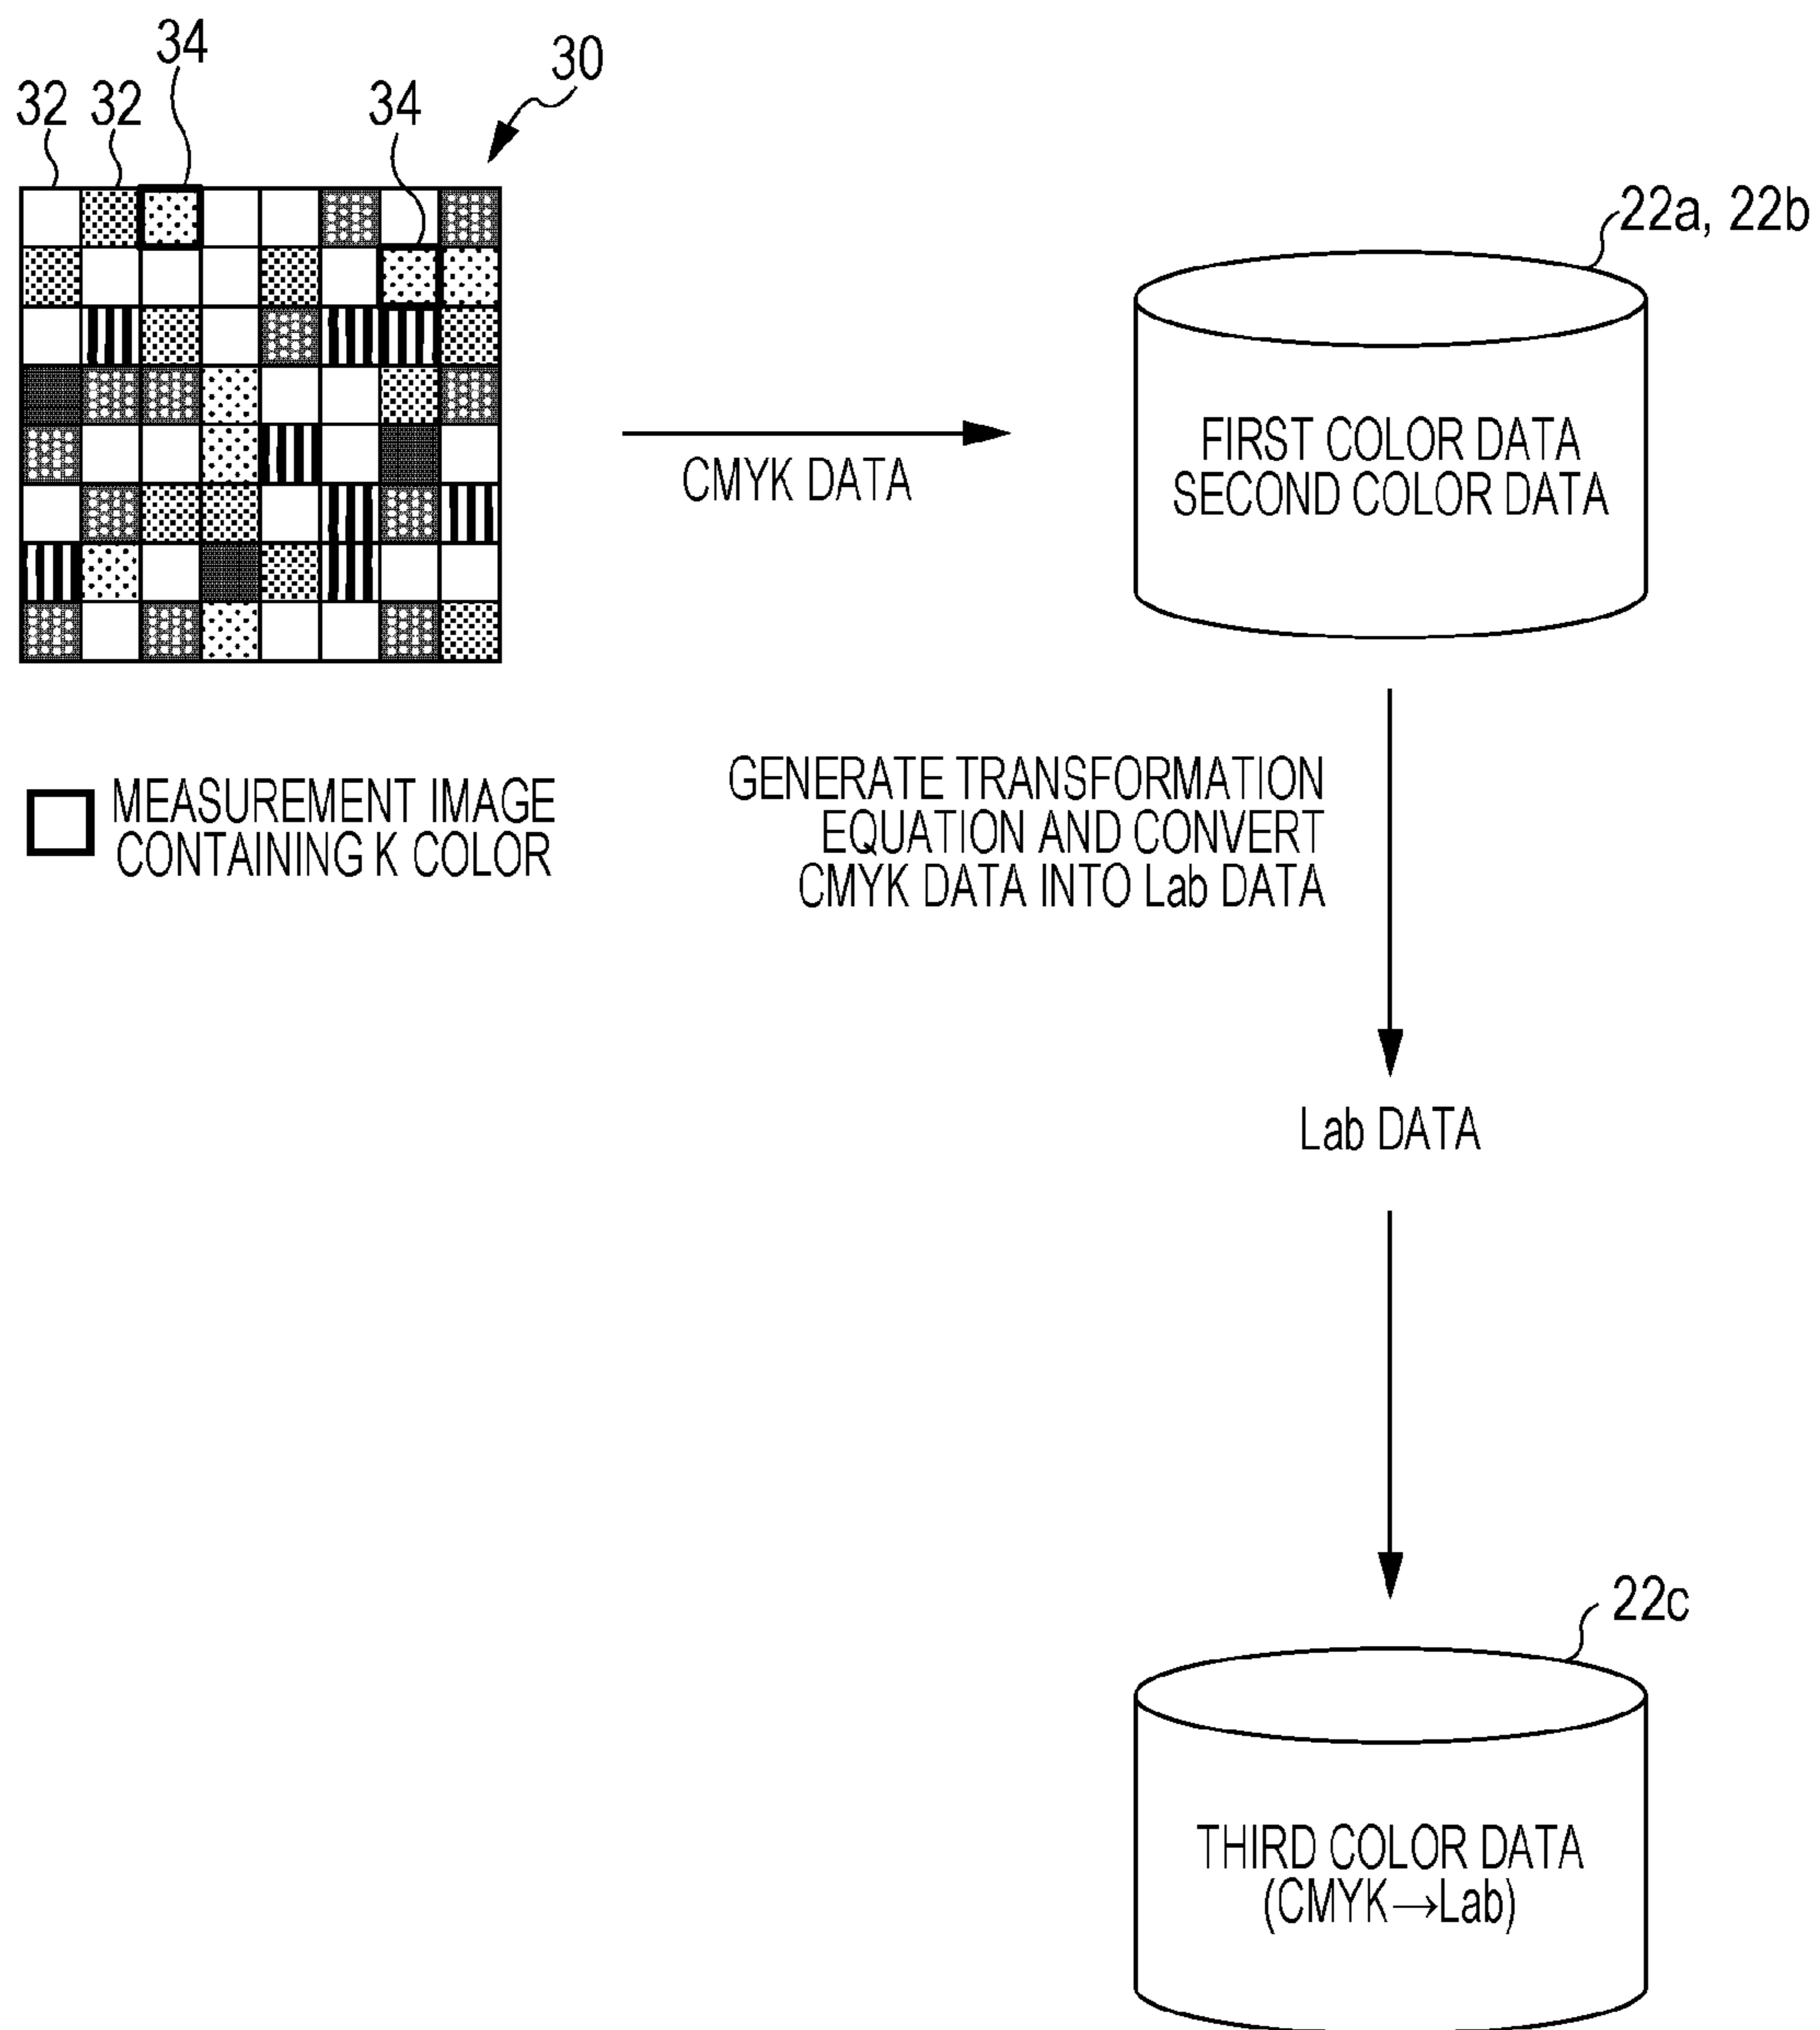 34
30
32 32
34
22a, 22b
FIRST COLOR DATA
SECOND COLOR DATA
CMYK DATA
MEASUREMENT IMAGE
CONTAINING K COLOR
GENERATE TRANSFORMATION
EQUATION AND CONVERT
CMYK DATA INTO Lab DATA
Lab DATA
22c
THIRD COLOR DATA
(CMYK→Lab)